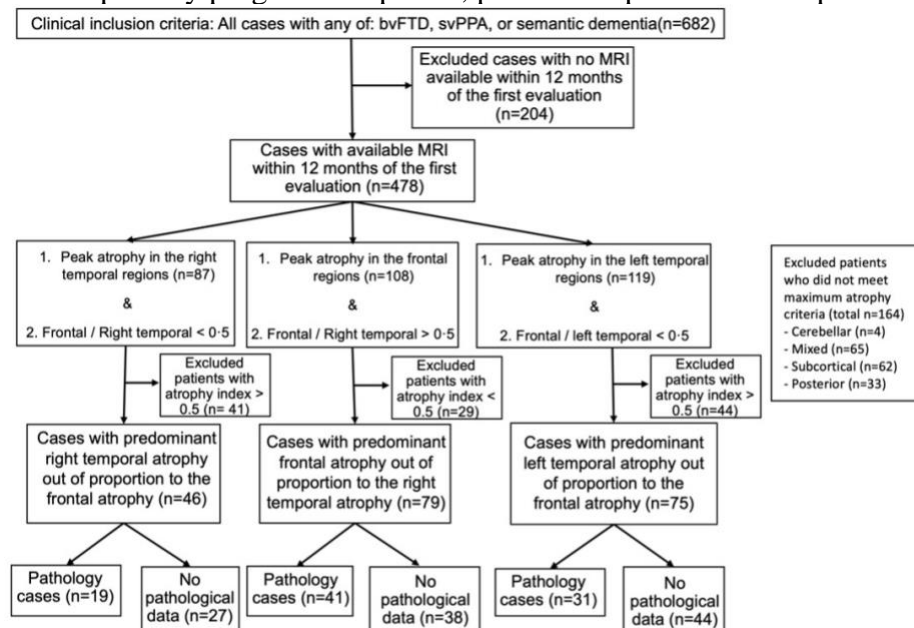 Clinical inclusion criteria: All cases with any of: bvFTD, svPPA, or semantic dementia(n=682)
Excluded cases with no MRI
available within 12 months
of the first evaluation
(n=204)
Cases with available MRI
within 12 months of the first
evaluation (n=478)
1. Peak atrophy in the right
temporal regions (n=87)
&
2. Frontal / Right temporal < 0·5
1. Peak atrophy in the frontal
regions (n=108)
&
2. Frontal / Right temporal > 0·5
1. Peak atrophy in the left temporal
regions (n=119)
&
2. Frontal / left temporal < 0·5
Excluded patients
who did not meet
maximum atrophy
criteria (total n=164)
- Cerebellar (n=4)
- Mixed (n=65)
- Subcortical (n=62)
- Posterior (n=33)
Excluded
patients with
atrophy index >
0.5 (n= 41)
Excluded
patients with
atrophy index <
0.5 (n=29)
Excluded
patients with
atrophy index >
0.5 (n=44)
Cases with predominant
right temporal atrophy
out of proportion to the
frontal atrophy (n=46)
Cases with predominant
frontal atrophy out of
proportion to the right
temporal atrophy (n=79)
Cases with predominant
left temporal atrophy out
of proportion to the
frontal atrophy (n=75)
Pathology
cases (n=19)
No
pathological
data (n=27)
Pathology
cases (n=41)
No
pathological
data (n=38)
Pathology
cases (n=31)
No
pathological
data (n=44)